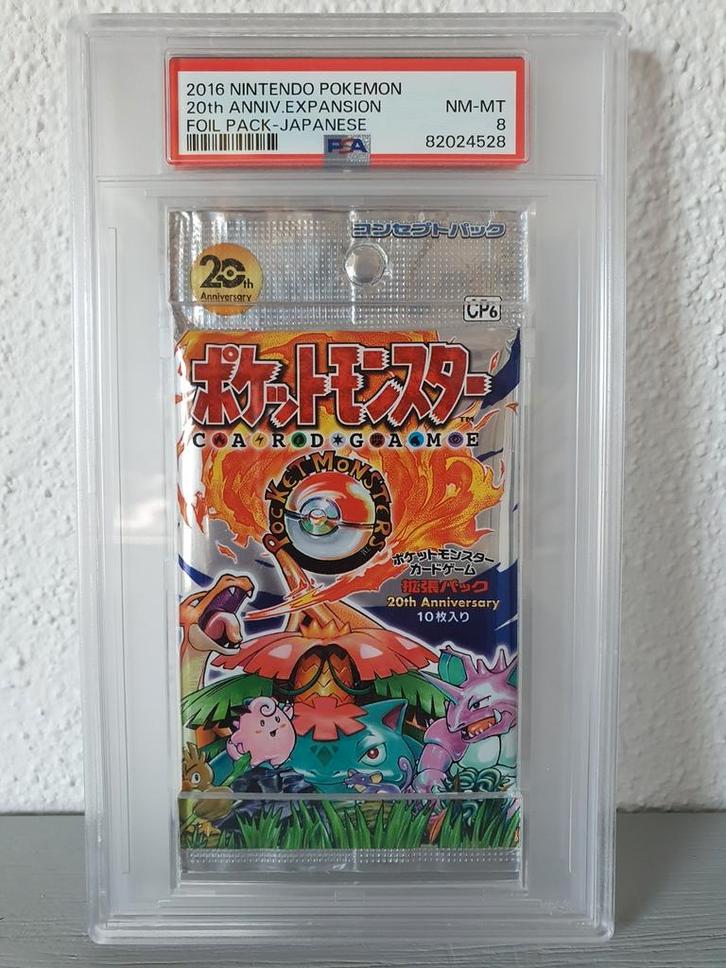 2016 NINTENDO POKEMON
20th ANNIV.EXPANSION NM-MT
FOIL PACK-JAPANESE 8
PSA 82024528
コンセプトパック
20th
Anniversary
CP6
ポケットモンスター
TM
CARD GAME
POCKET MONSTERS
ポケットモンスター
カードゲーム
拡張パック
20th Anniversary
10枚入り